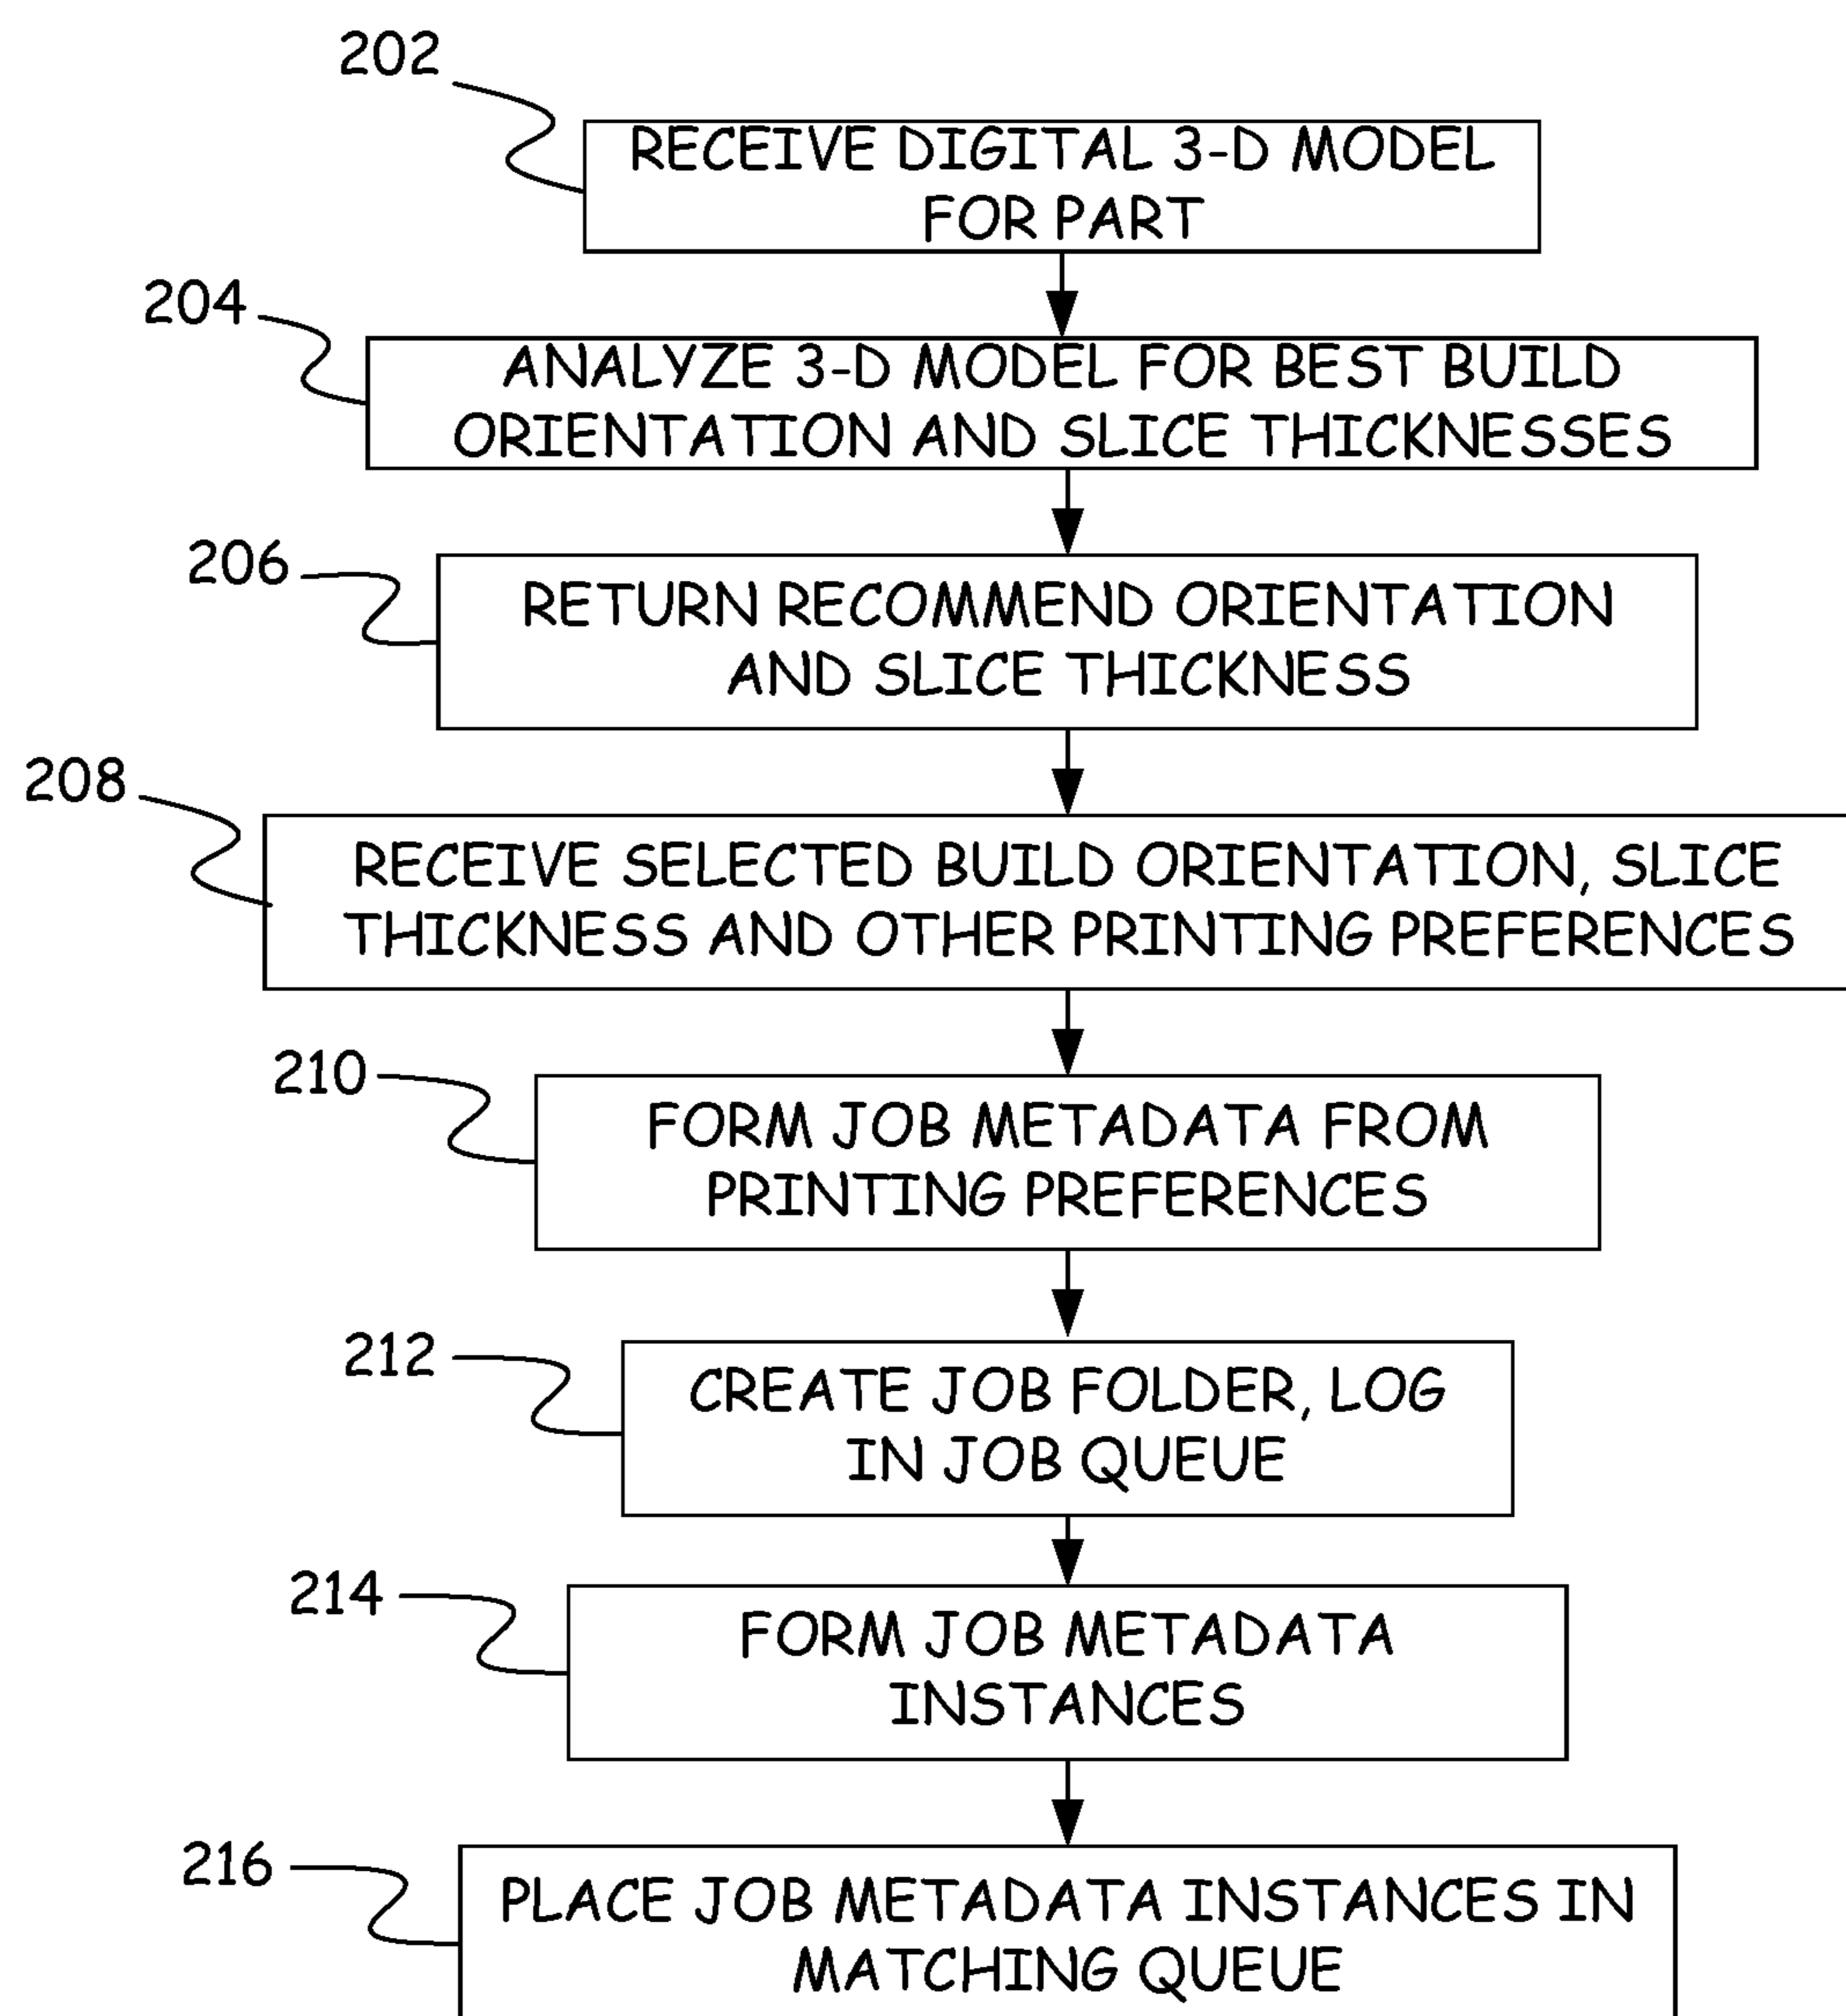 202
RECEIVE DIGITAL 3-D MODEL
FOR PART
204
ANALYZE 3-D MODEL FOR BEST BUILD
ORIENTATION AND SLICE THICKNESSES
206
RETURN RECOMMEND ORIENTATION
AND SLICE THICKNESS
208
RECEIVE SELECTED BUILD ORIENTATION, SLICE
THICKNESS AND OTHER PRINTING PREFERENCES
210
FORM JOB METADATA FROM
PRINTING PREFERENCES
212
CREATE JOB FOLDER, LOG
IN JOB QUEUE
214
FORM JOB METADATA
INSTANCES
216
PLACE JOB METADATA INSTANCES IN
MATCHING QUEUE